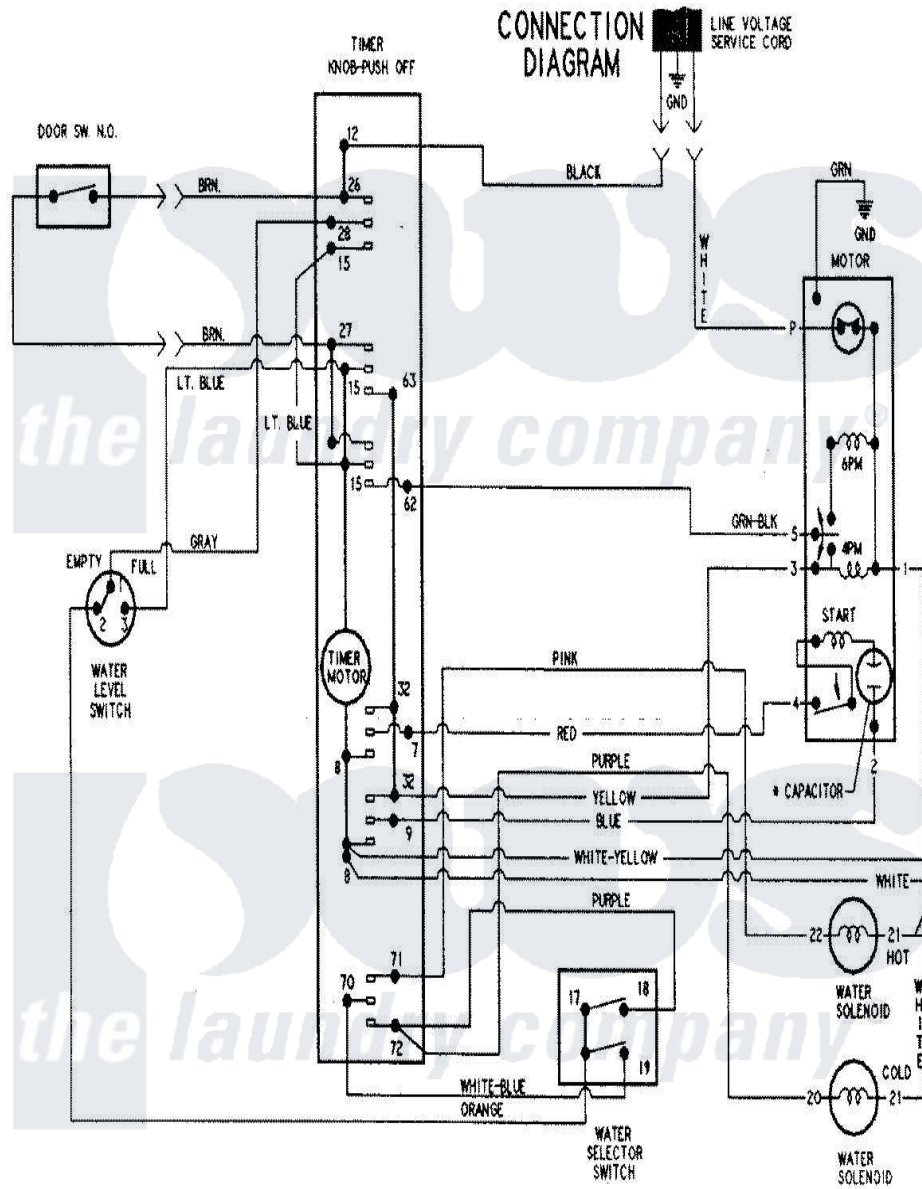 CONNECTION
DIAGRAM
LINE VOLTAGE
SERVICE CORD
GND
TIMER
KNOB-PUSH OFF
DOOR SW. N.O.
12
BLACK
BRN.
26
28
15
GRN
GND
MOTOR
WHITE
P
BRN.
27
LT. BLUE
15
63
LT. BLUE
6PM
15
62
GRN-BLK
5
4PM
GRAY
EMPTY
FULL
1
2
3
3
1
START
WATER
LEVEL
SWITCH
TIMER
MOTOR
PINK
4
RED
7
8
2
PURPLE
* CAPACITOR
YELLOW
BLUE
9
WHITE-YELLOW
8
WHITE
PURPLE
22
21
HOT
71
70
17
18
WATER
SOLENOID
WHITE
72
19
COLD
WHITE-BLUE
ORANGE
20
21
WATER
SELECTOR
SWITCH
WATER
SOLENOID
the laundry company®
the laundry company